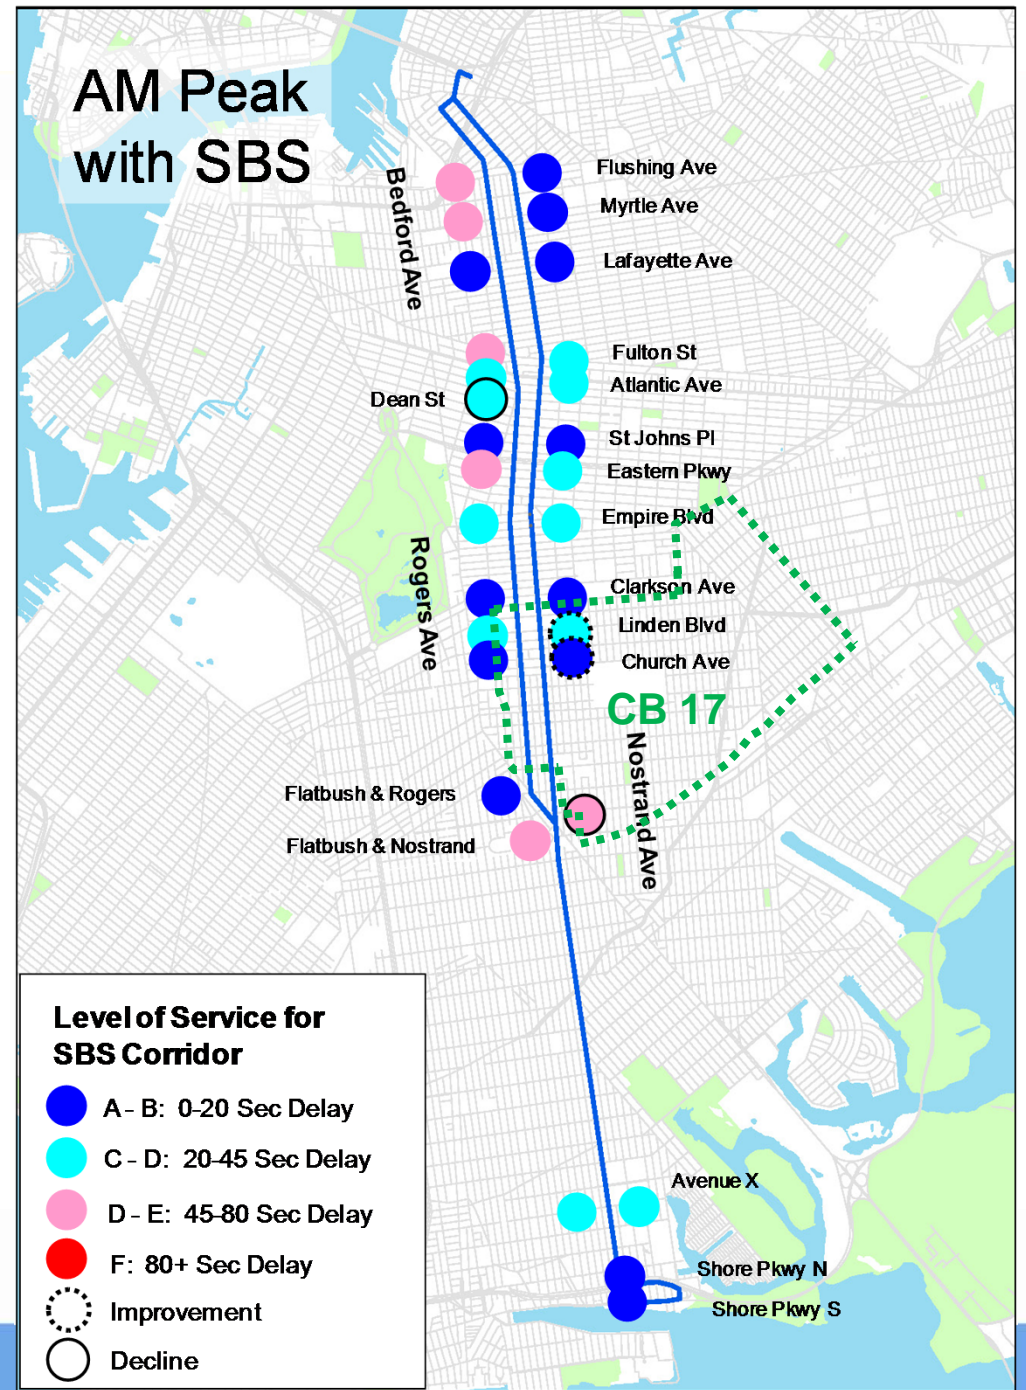 AM Peak
with SBS
Bedford Ave
Flushing Ave
Myrtle Ave
Lafayette Ave
Fulton St
Atlantic Ave
Dean St
St Johns Pl
Eastern Pkwy
Empire Blvd
Rogers Ave
Clarkson Ave
Linden Blvd
Church Ave
CB 17
Nostrand Ave
Flatbush & Rogers
Flatbush & Nostrand
Level of Service for
SBS Corridor
A - B: 0-20 Sec Delay
C - D: 20-45 Sec Delay
D - E: 45-80 Sec Delay
F: 80+ Sec Delay
Improvement
Decline
Avenue X
Shore Pkwy N
Shore Pkwy S